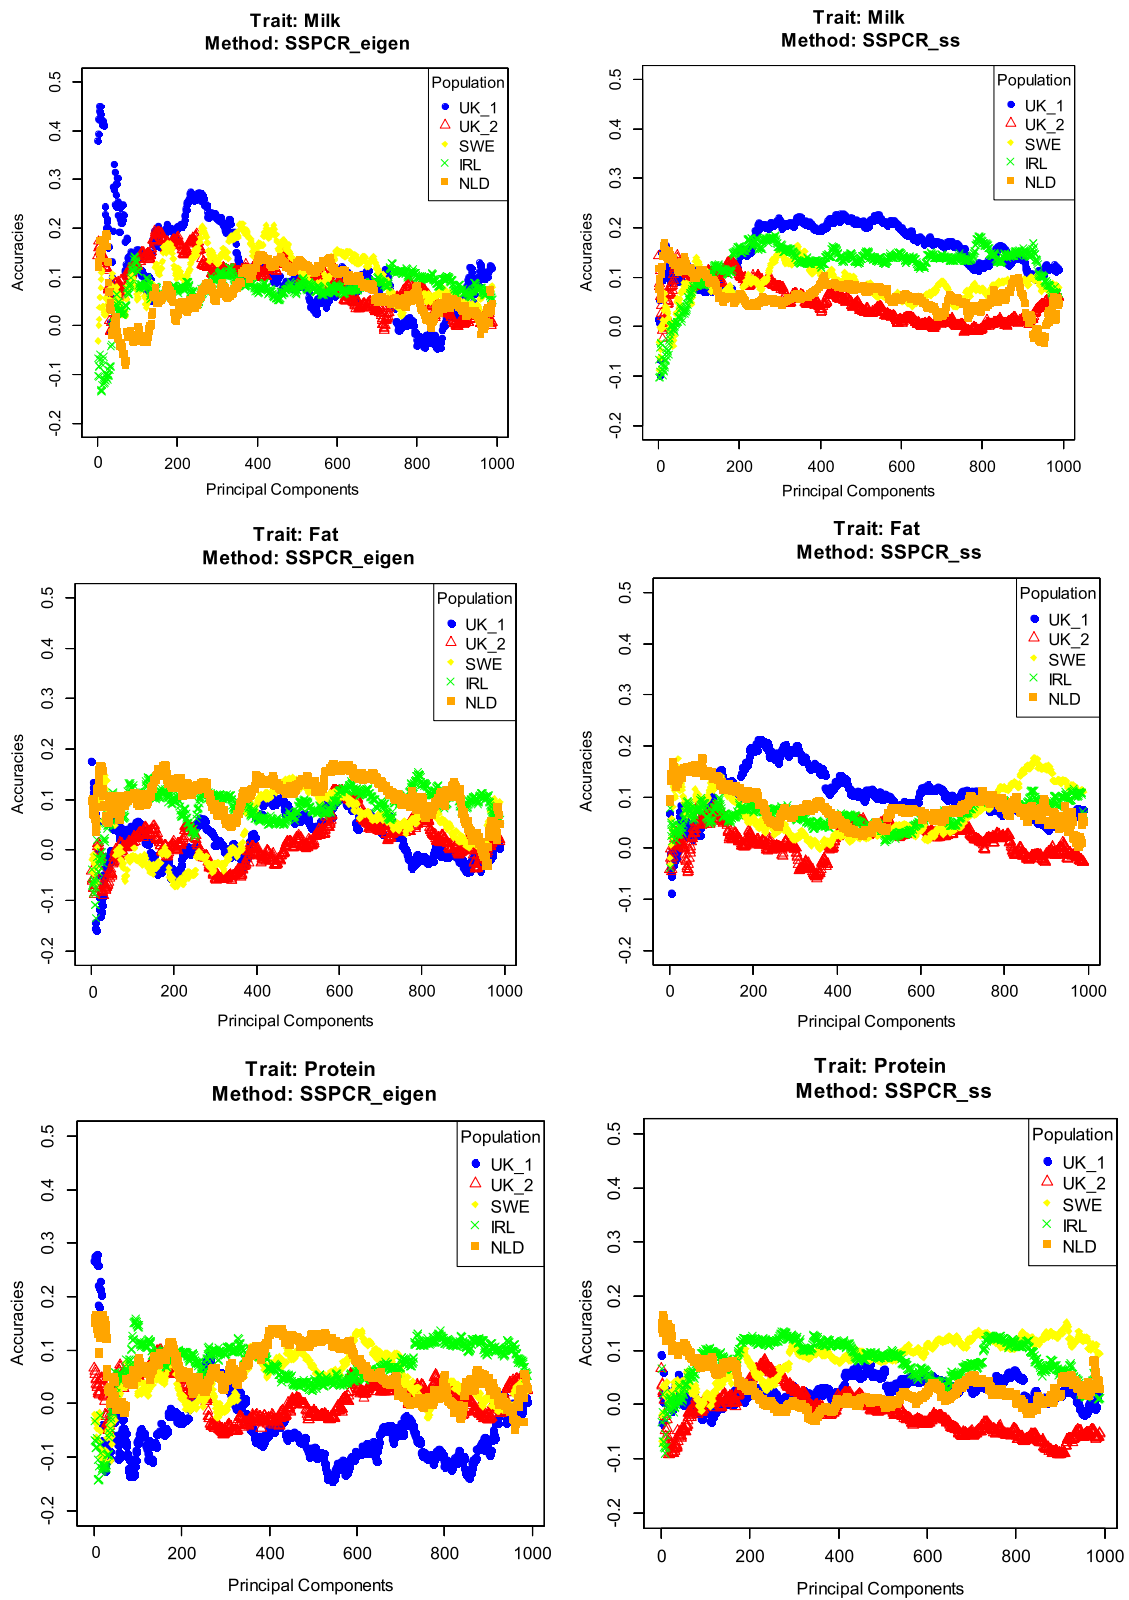 Trait: Milk
Method: SSPCR_eigen
Accuracies
0.5
0.4
0.3
0.2
0.1
0.0
-0.1
-0.2
Population
UK_1
UK_2
SWE
IRL
NLD
0 200 400 600 800 1000
Principal Components
Trait: Milk
Method: SSPCR_ss
Accuracies
0.5
0.4
0.3
0.2
0.1
0.0
-0.1
-0.2
Population
UK_1
UK_2
SWE
IRL
NLD
0 200 400 600 800 1000
Principal Components
Trait: Fat
Method: SSPCR_eigen
Accuracies
0.5
0.4
0.3
0.2
0.1
0.0
-0.1
-0.2
Population
UK_1
UK_2
SWE
IRL
NLD
0 200 400 600 800 1000
Principal Components
Trait: Fat
Method: SSPCR_ss
Accuracies
0.5
0.4
0.3
0.2
0.1
0.0
-0.1
-0.2
Population
UK_1
UK_2
SWE
IRL
NLD
0 200 400 600 800 1000
Principal Components
Trait: Protein
Method: SSPCR_eigen
Accuracies
0.5
0.4
0.3
0.2
0.1
0.0
-0.1
-0.2
Population
UK_1
UK_2
SWE
IRL
NLD
0 200 400 600 800 1000
Principal Components
Trait: Protein
Method: SSPCR_ss
Accuracies
0.5
0.4
0.3
0.2
0.1
0.0
-0.1
-0.2
Population
UK_1
UK_2
SWE
IRL
NLD
0 200 400 600 800 1000
Principal Components